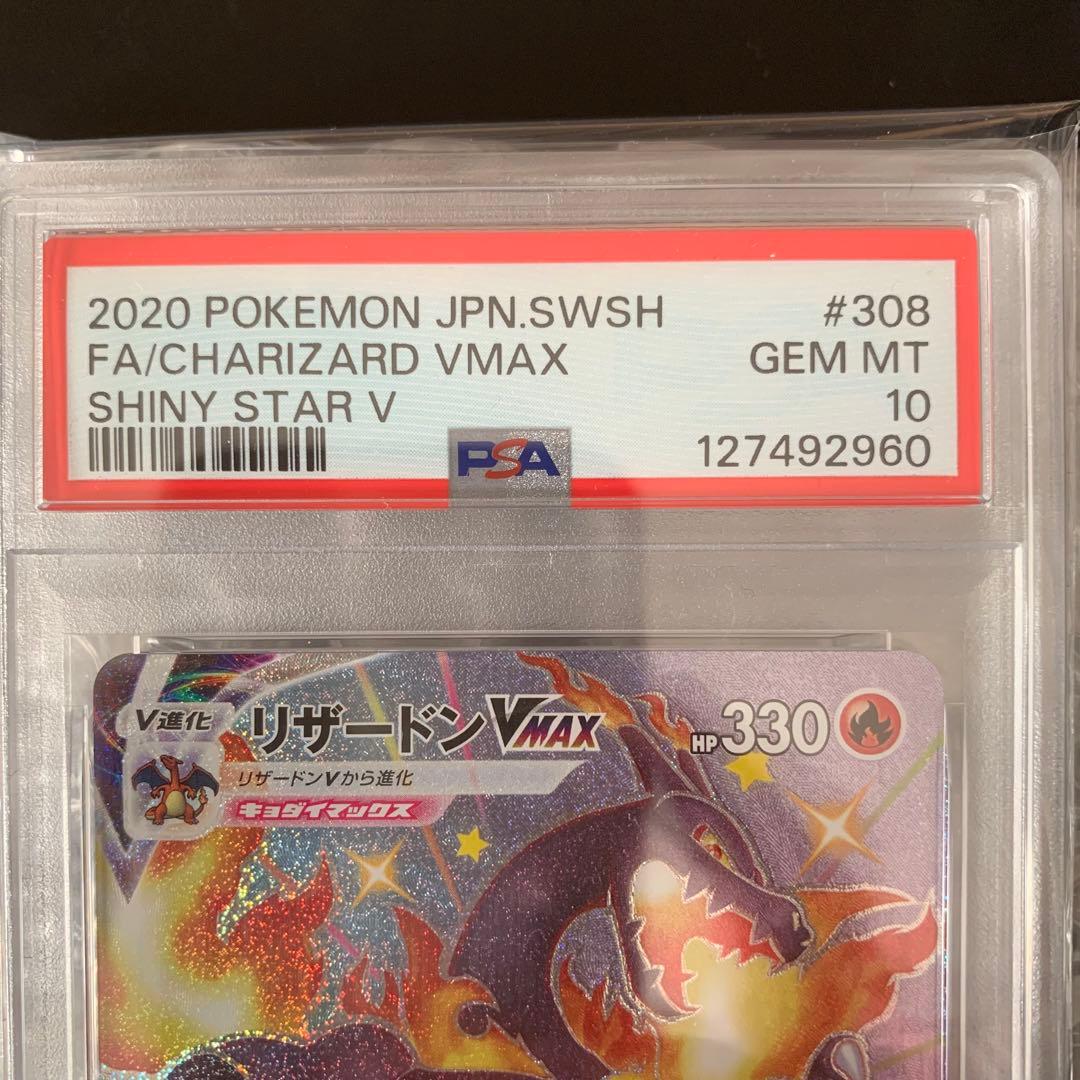 2020 POKEMON JPN.SWSH #308
FA/CHARIZARD VMAX GEM MT
SHINY STAR V 10
PSA 127492960
V進化 リザードンVMAX HP 330
リザードンVから進化
キョダイマックス